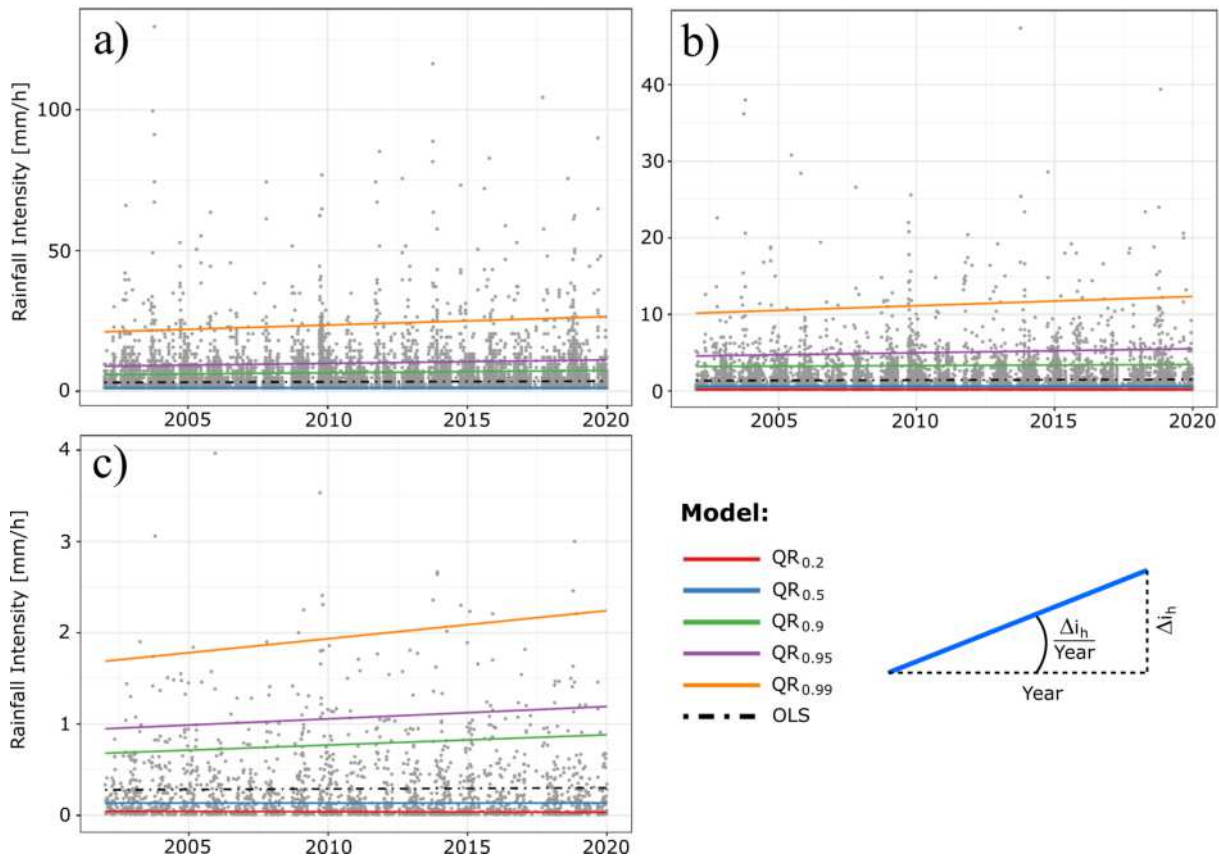 a)
Rainfall Intensity [mm/h]
100
50
0
2005 2010 2015 2020
b)
40
30
20
10
0
2005 2010 2015 2020
c)
Rainfall Intensity [mm/h]
4
3
2
1
0
2005 2010 2015 2020
Model:
QR0.2
QR0.5
QR0.9
QR0.95
QR0.99
OLS
Δih
Year
Δih
Year